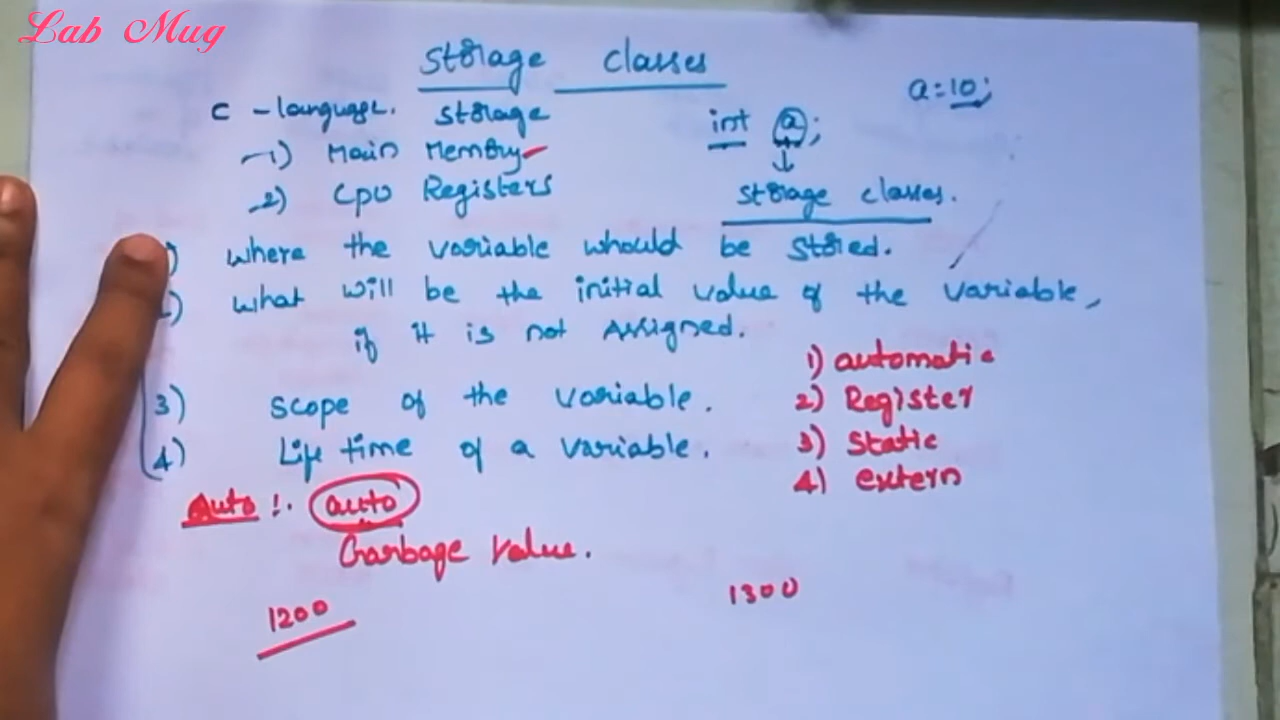 Lab Mug
Storage Classes
a=10;
C - language. Storage
int a;
1) Main Memory
2) CPU Registers
Storage classes.
1) where the variable whould be Stored.
2) what will be the initial value of the variable,
if it is not Assigned.
3) Scope of the variable.
4) Life time of a variable.
1) automatic
2) Register
3) Static
4) extern
Auto :. auto
Garbage Value.
1200
1300